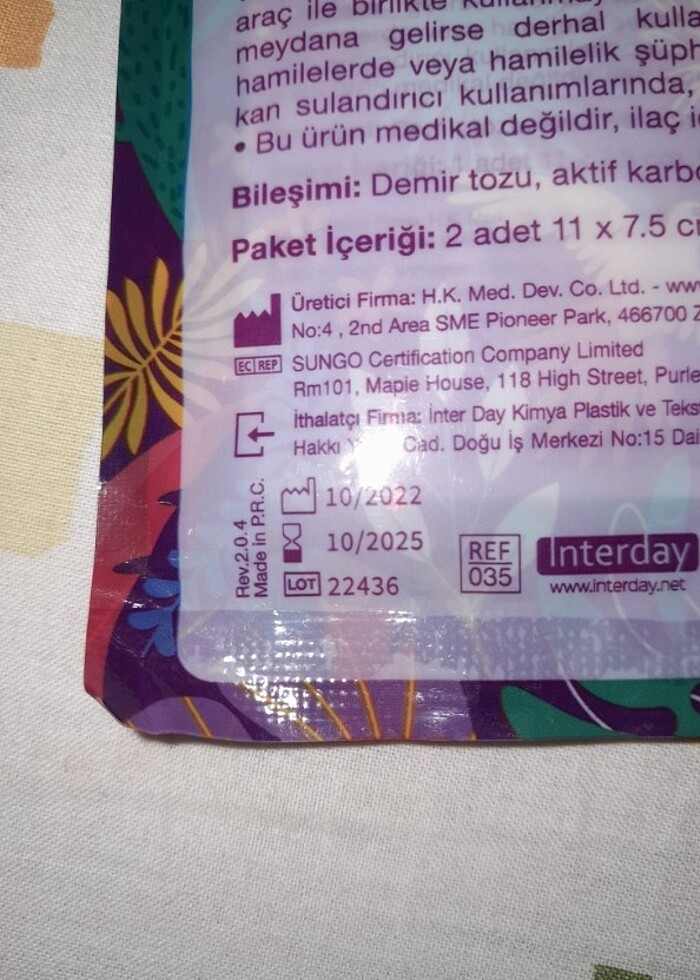 araç ile birlikte
meydana gelirse derhal kulla
hamilelerde veya hamilelik şüph
kan sulandırıcı kullanımlarında,
• Bu ürün medikal değildir, ilaç i
Bileşimi: Demir tozu, aktif karbo
Paket İçeriği: 2 adet 11 x 7.5 c
Üretici Firma: H.K. Med. Dev. Co. Ltd. - www
No:4 , 2nd Area SME Pioneer Park, 466700 Z
EC REP SUNGO Certification Company Limited
Rm101, Maple House, 118 High Street, Purle
İthalatçı Firma: İnter Day Kimya Plastik ve Teks
Hakkı Cad. Doğu İş Merkezi No:15 Dai
Rev.2.0.4
Made in P.R.C.
10/2022
10/2025
LOT 22436
REF
035
Interday
www.interday.net